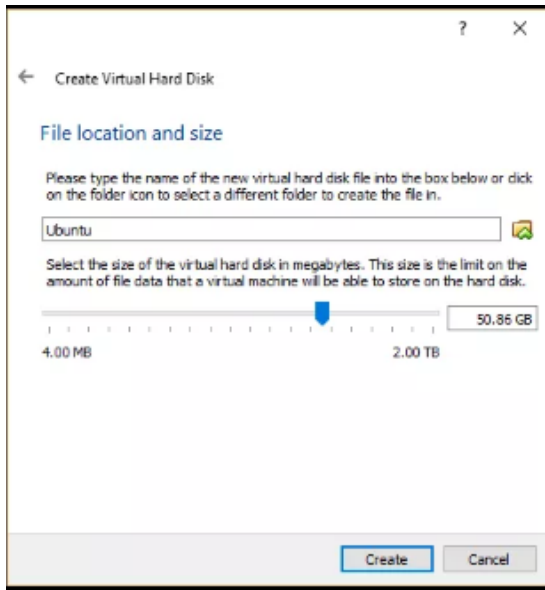 ?
Create Virtual Hard Disk
File location and size
Please type the name of the new virtual hard disk file into the box below or click
on the folder icon to select a different folder to create the file in.
Ubuntu
Select the size of the virtual hard disk in megabytes. This size is the limit on the
amount of file data that a virtual machine will be able to store on the hard disk.
50.86 GB
4.00 MB 2.00 TB
Create Cancel